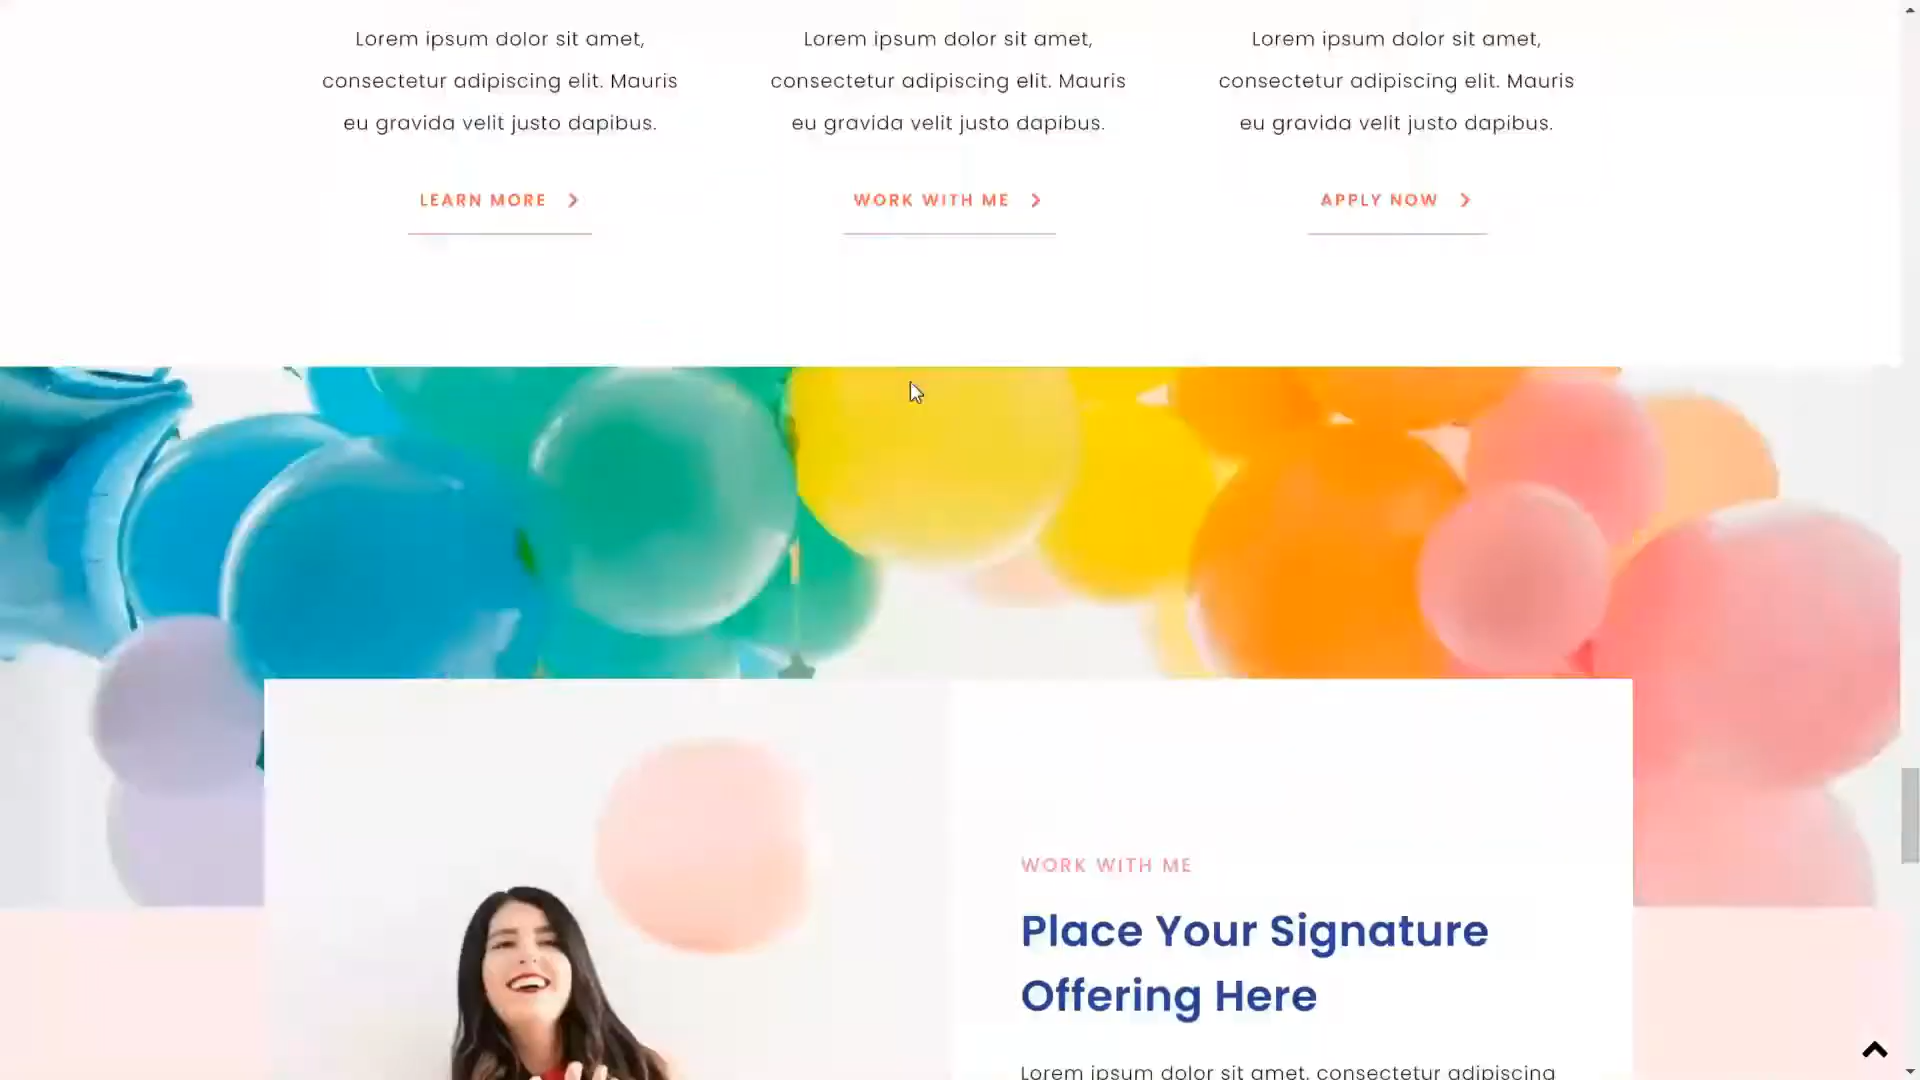 Lorem ipsum dolor sit amet,
consectetur adipiscing elit. Mauris
eu gravida velit justo dapibus.
LEARN MORE
Lorem ipsum dolor sit amet,
consectetur adipiscing elit. Mauris
eu gravida velit justo dapibus.
WORK WITH ME
Lorem ipsum dolor sit amet,
consectetur adipiscing elit. Mauris
eu gravida velit justo dapibus.
APPLY NOW
WORK WITH ME
Place Your Signature
Offering Here
Lorem ipsum dolor sit amet, consectetur adipiscing